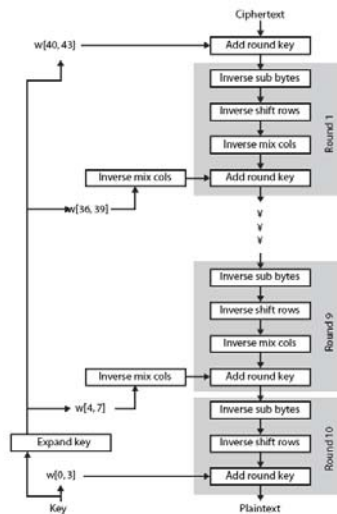 Ciphertext
w[40, 43]
Add round key
Inverse sub bytes
Inverse shift rows
Inverse mix cols
Inverse mix cols
Add round key
Round 1
w[36, 39]
¥
¥
¥
Inverse sub bytes
Inverse shift rows
Inverse mix cols
Inverse mix cols
Add round key
Round 9
w[4, 7]
Inverse sub bytes
Expand key
Inverse shift rows
w[0, 3]
Add round key
Round 10
Key
Plaintext